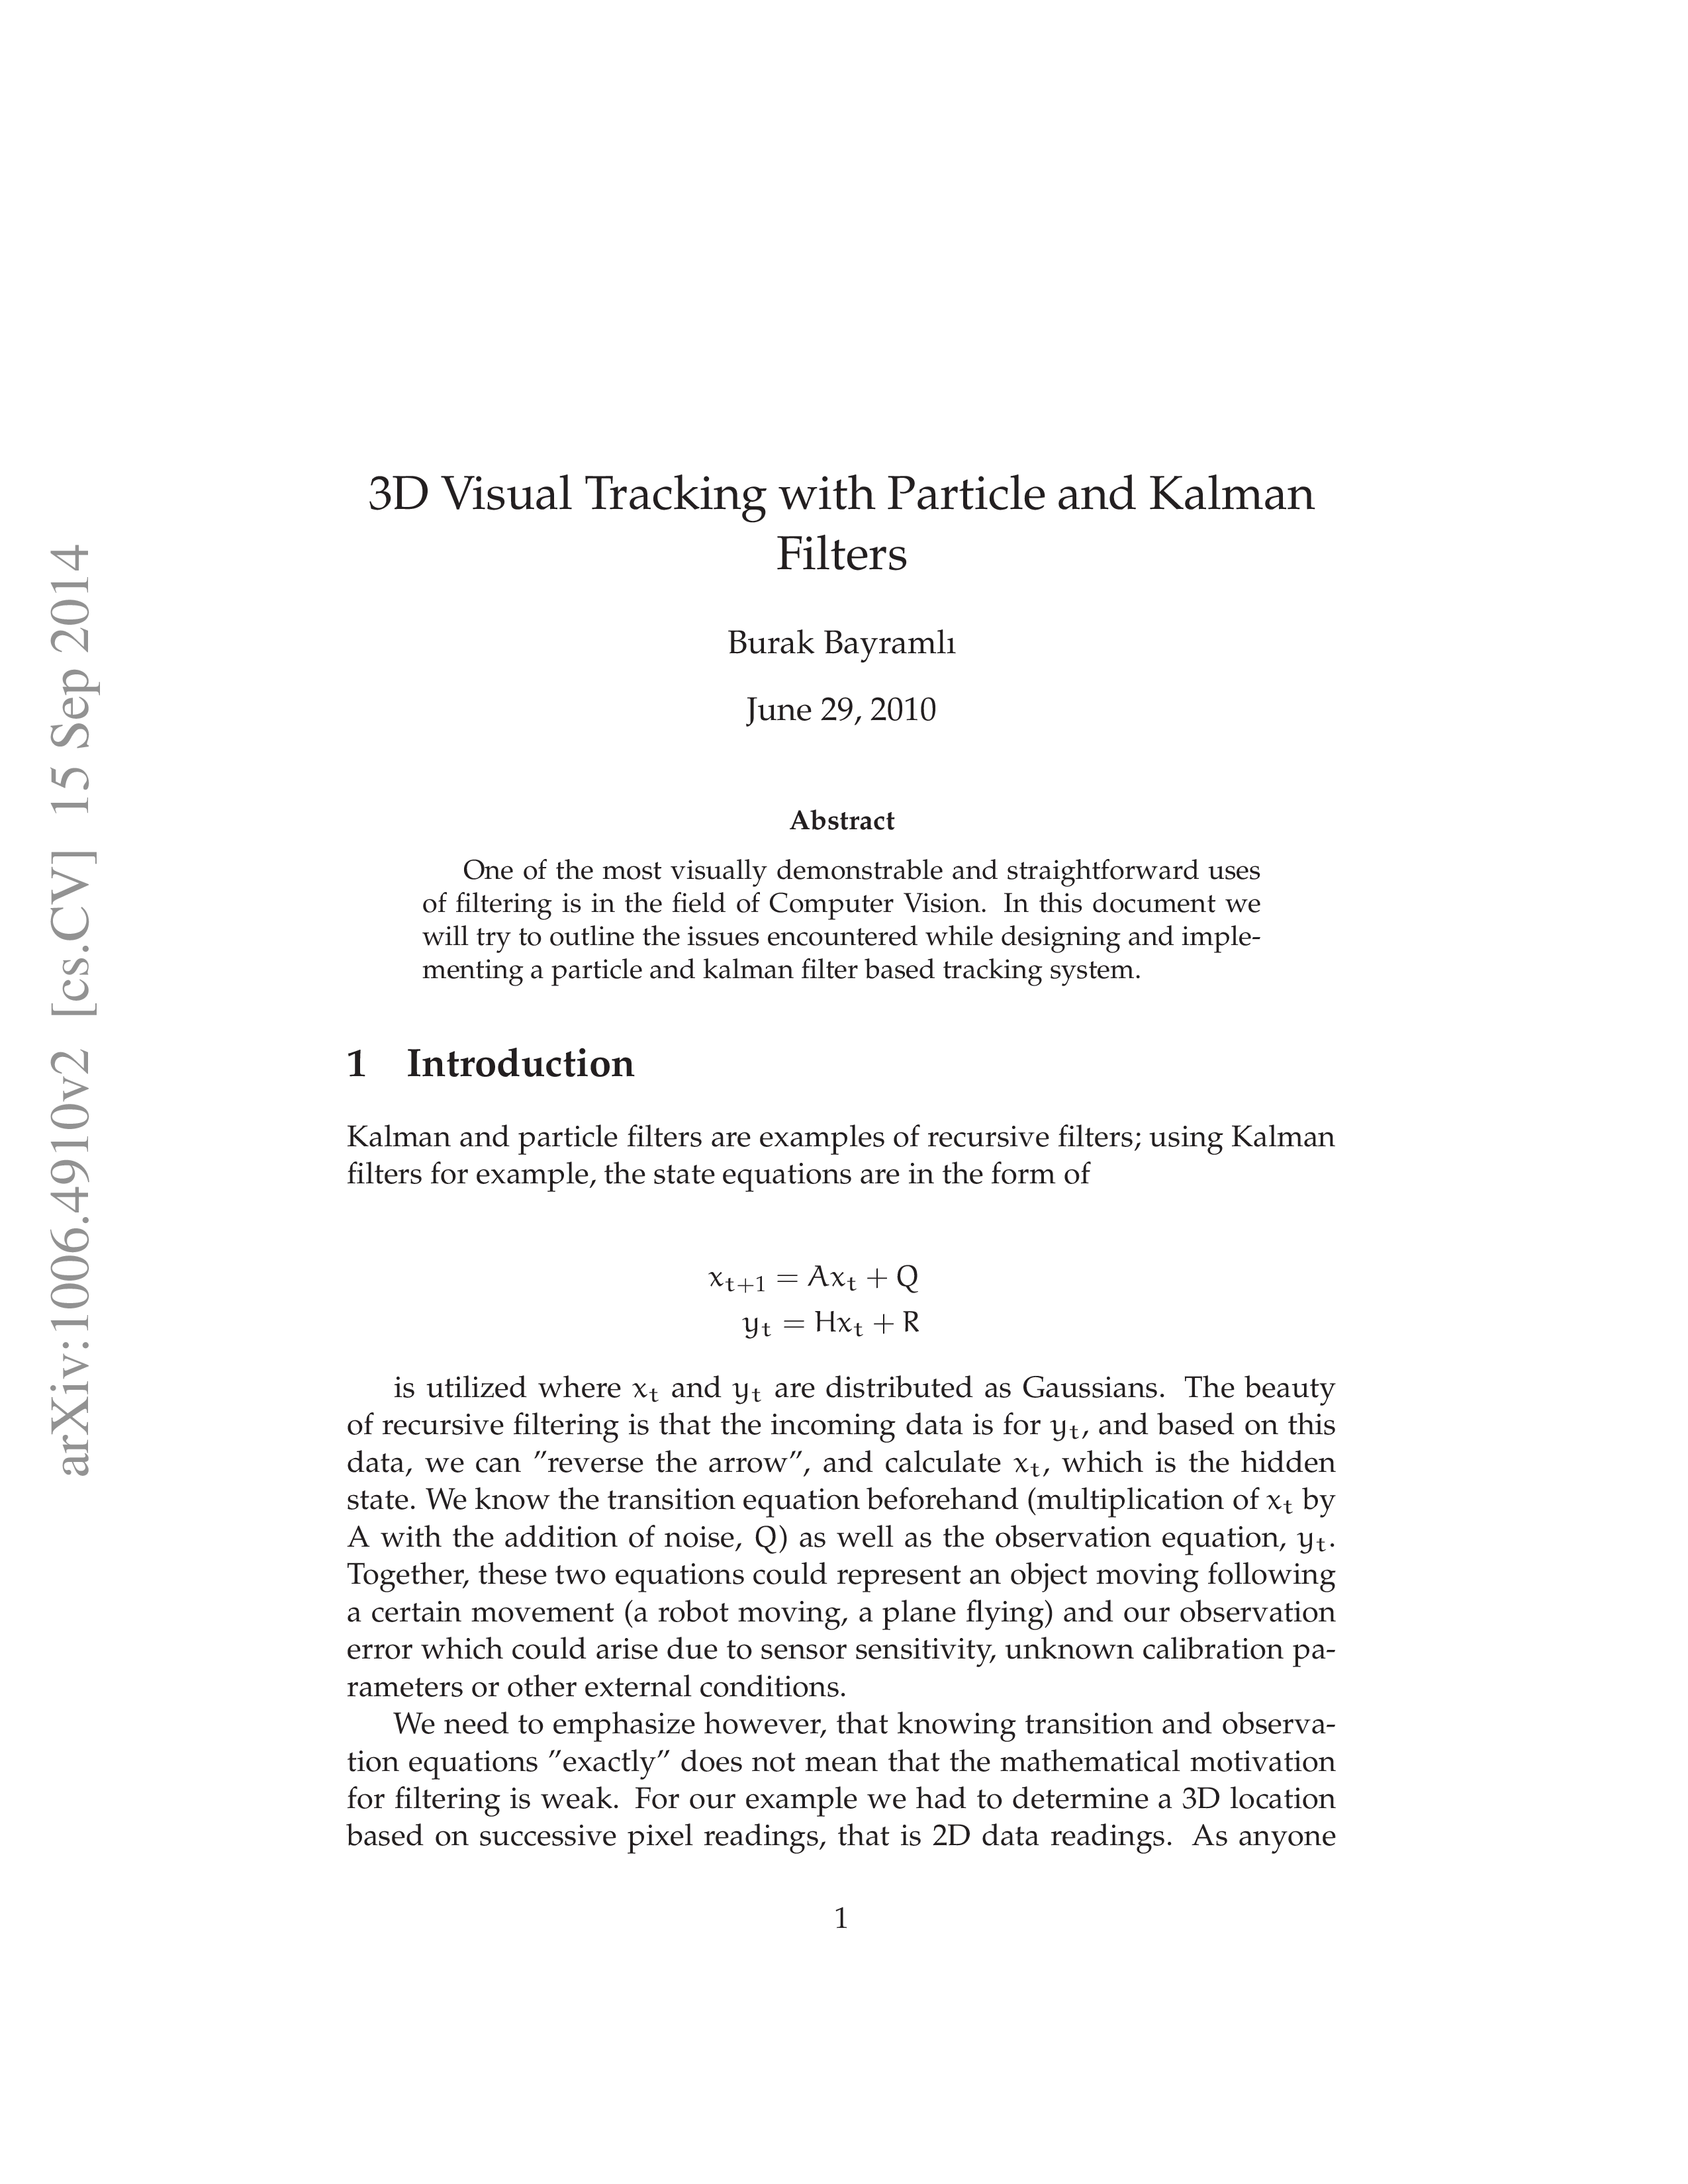 arXiv:1006.4910v2 [cs.CV] 15 Sep 2014
3D Visual Tracking with Particle and Kalman
Filters
Burak Bayramlı
June 29, 2010
Abstract
One of the most visually demonstrable and straightforward uses
of filtering is in the field of Computer Vision. In this document we
will try to outline the issues encountered while designing and imple-
menting a particle and kalman filter based tracking system.
1 Introduction
Kalman and particle filters are examples of recursive filters; using Kalman
filters for example, the state equations are in the form of
x_{t+1} = Ax_t + Q
y_t = Hx_t + R
is utilized where x_t and y_t are distributed as Gaussians. The beauty
of recursive filtering is that the incoming data is for y_t, and based on this
data, we can ”reverse the arrow”, and calculate x_t, which is the hidden
state. We know the transition equation beforehand (multiplication of x_t by
A with the addition of noise, Q) as well as the observation equation, y_t.
Together, these two equations could represent an object moving following
a certain movement (a robot moving, a plane flying) and our observation
error which could arise due to sensor sensitivity, unknown calibration pa-
rameters or other external conditions.
We need to emphasize however, that knowing transition and observa-
tion equations ”exactly” does not mean that the mathematical motivation
for filtering is weak. For our example we had to determine a 3D location
based on successive pixel readings, that is 2D data readings. As anyone
1